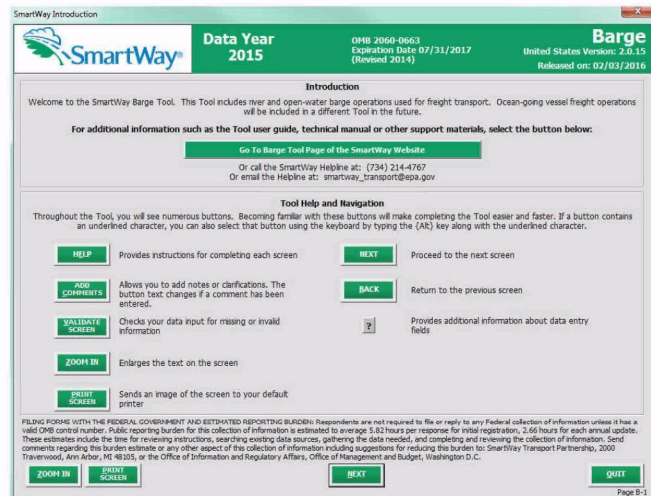 SmartWay Introduction
SmartWay
Data Year
2015
OMB 2060-0663
Expiration Date 07/31/2017
(Revised 2014)
Barge
United States Version: 2.0.15
Released on: 02/03/2016
Introduction
Welcome to the SmartWay Barge Tool. This Tool includes river and open-water barge operations used for freight transport. Ocean-going vessel freight operations
will be included in a different Tool in the future.
For additional information such as the Tool user guide, technical manual or other support materials, select the button below:
Go To Barge Tool Page of the SmartWay Website
Or call the SmartWay Helpline at: (734) 214-4767
Or email the Helpline at: smartway_transport@epa.gov
Tool Help and Navigation
Throughout the Tool, you will see numerous buttons. Becoming familiar with these buttons will make completing the Tool easier and faster. If a button contains
an underlined character, you can also select that button using the keyboard by typing the {Alt} key along with the underlined character.
HELP
Provides instructions for completing each screen
NEXT
Proceed to the next screen
ADD
COMMENTS
Allows you to add notes or clarifications. The
button text changes if a comment has been
entered.
BACK
Return to the previous screen
VALIDATE
SCREEN
Checks your data input for missing or invalid
information
?
Provides additional information about data entry
fields
ZOOM IN
Enlarges the text on the screen
PRINT
SCREEN
Sends an image of the screen to your default
printer
FILING FORMS WITH THE FEDERAL GOVERNMENT AND ESTIMATED REPORTING BURDEN: Respondents are not required to file or reply to any Federal collection of information unless it has a
valid OMB control number. Public reporting burden for this collection of information is estimated to average 5.82 hours per response for initial registration, 2.66 hours for each annual update.
These estimates include the time for reviewing instructions, searching existing data sources, gathering the data needed, and completing and reviewing the collection of information. Send
comments regarding this burden estimate or any other aspect of this collection of information including suggestions for reducing this burden to: SmartWay Transport Partnership, 2000
Traverwood, Ann Arbor, MI 48105, or the Office of Information and Regulatory Affairs, Office of Management and Budget, Washington D.C.
ZOOM IN
PRINT
SCREEN
NEXT
QUIT
Page B-1